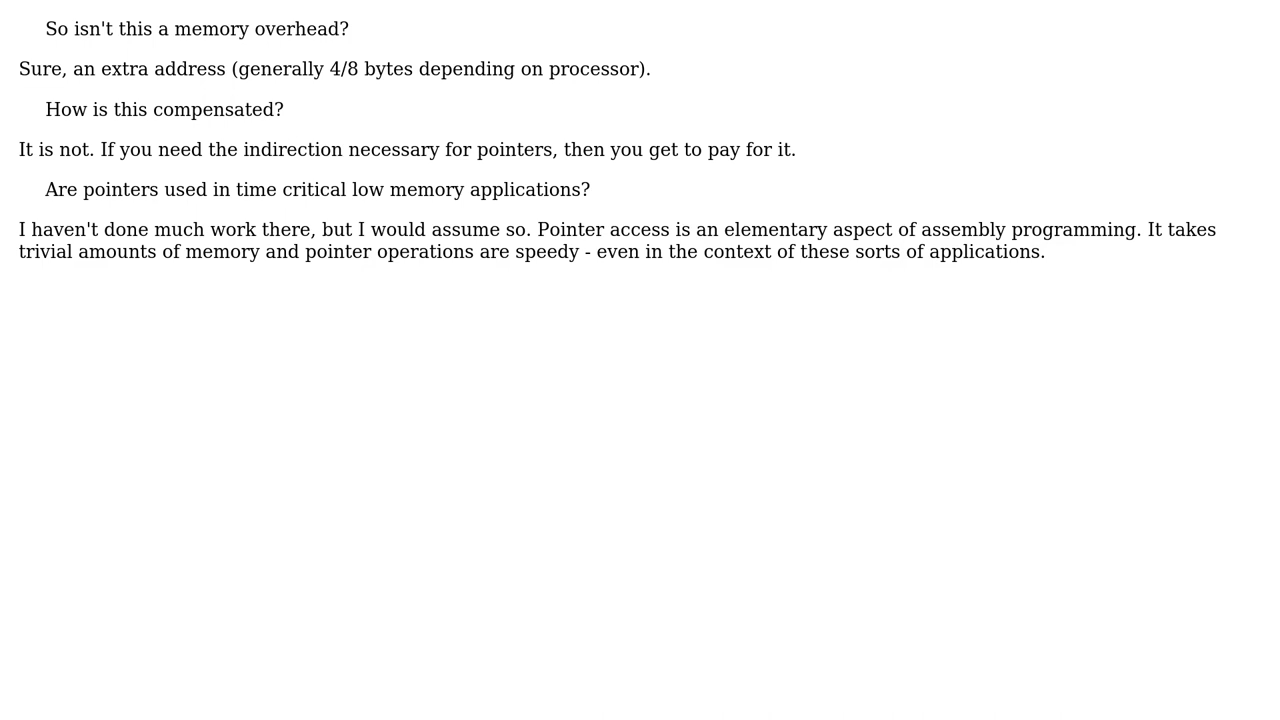 So isn't this a memory overhead?
Sure, an extra address (generally 4/8 bytes depending on processor).
How is this compensated?
It is not. If you need the indirection necessary for pointers, then you get to pay for it.
Are pointers used in time critical low memory applications?
I haven't done much work there, but I would assume so. Pointer access is an elementary aspect of assembly programming. It takes
trivial amounts of memory and pointer operations are speedy - even in the context of these sorts of applications.